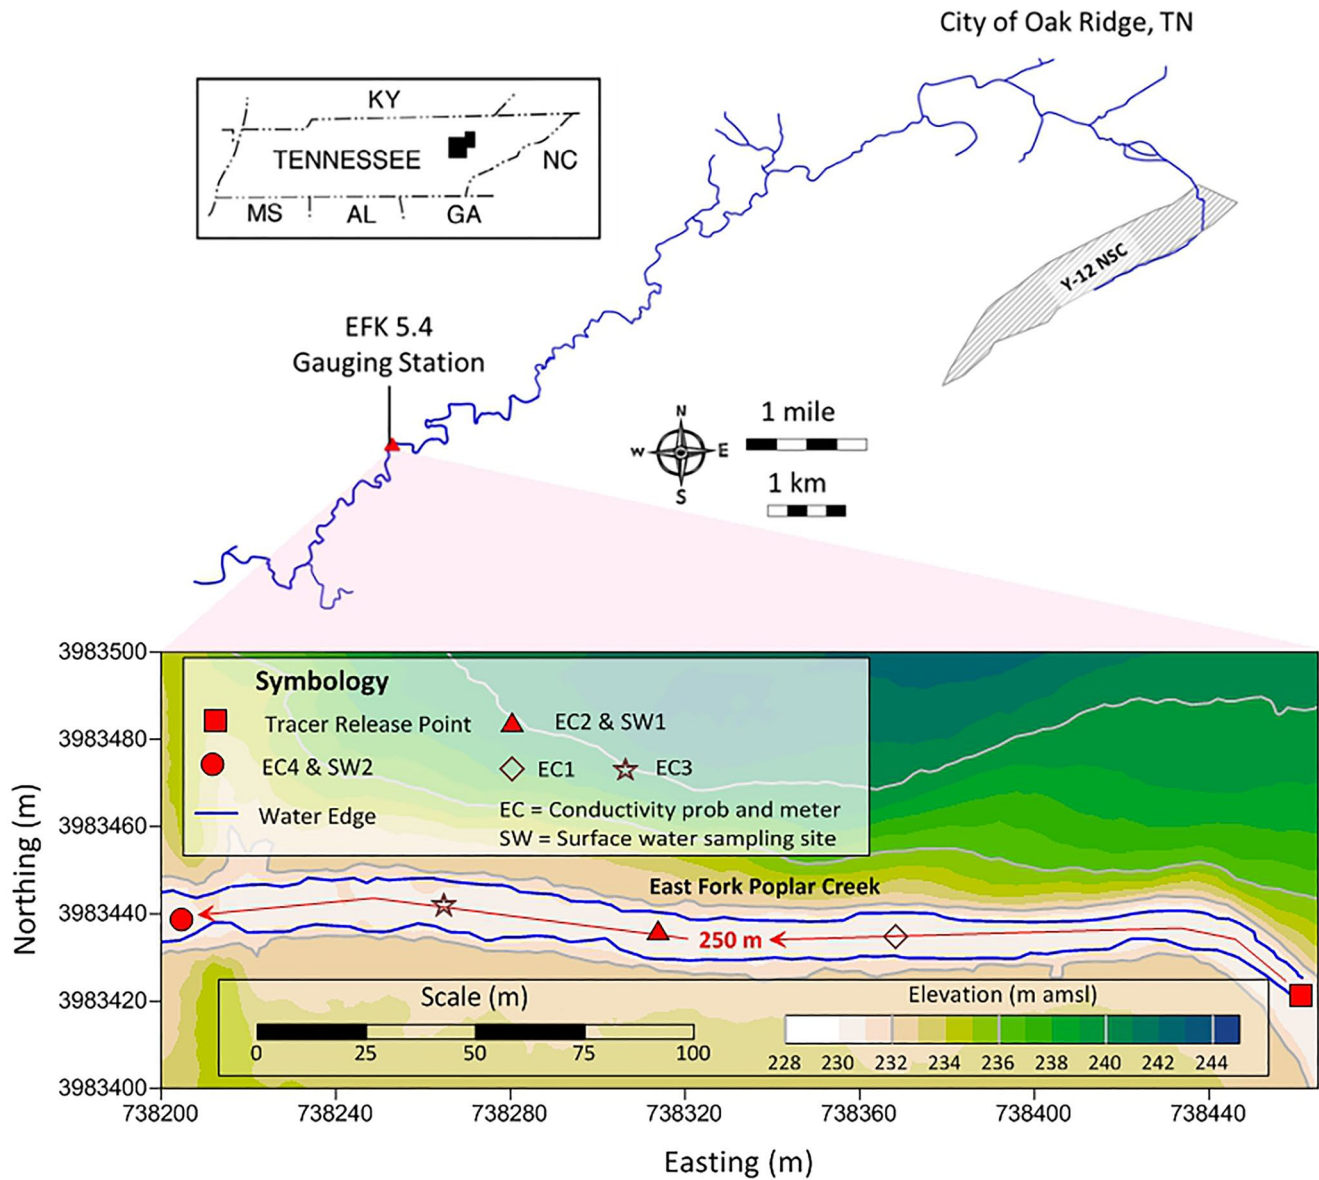 City of Oak Ridge, TN
KY
TENNESSEE
NC
MS
AL
GA
Y-12 NSC
EFK 5.4
Gauging Station
N
W
E
S
1 mile
1 km
Symbology
Tracer Release Point
EC2 & SW1
EC4 & SW2
EC1
EC3
Water Edge
EC = Conductivity prob and meter
SW = Surface water sampling site
East Fork Poplar Creek
250 m
Scale (m)
0 25 50 75 100
Elevation (m amsl)
228 230 232 234 236 238 240 242 244
3983500
3983480
3983460
3983440
3983420
3983400
Northing (m)
738200 738240 738280 738320 738360 738400 738440
Easting (m)